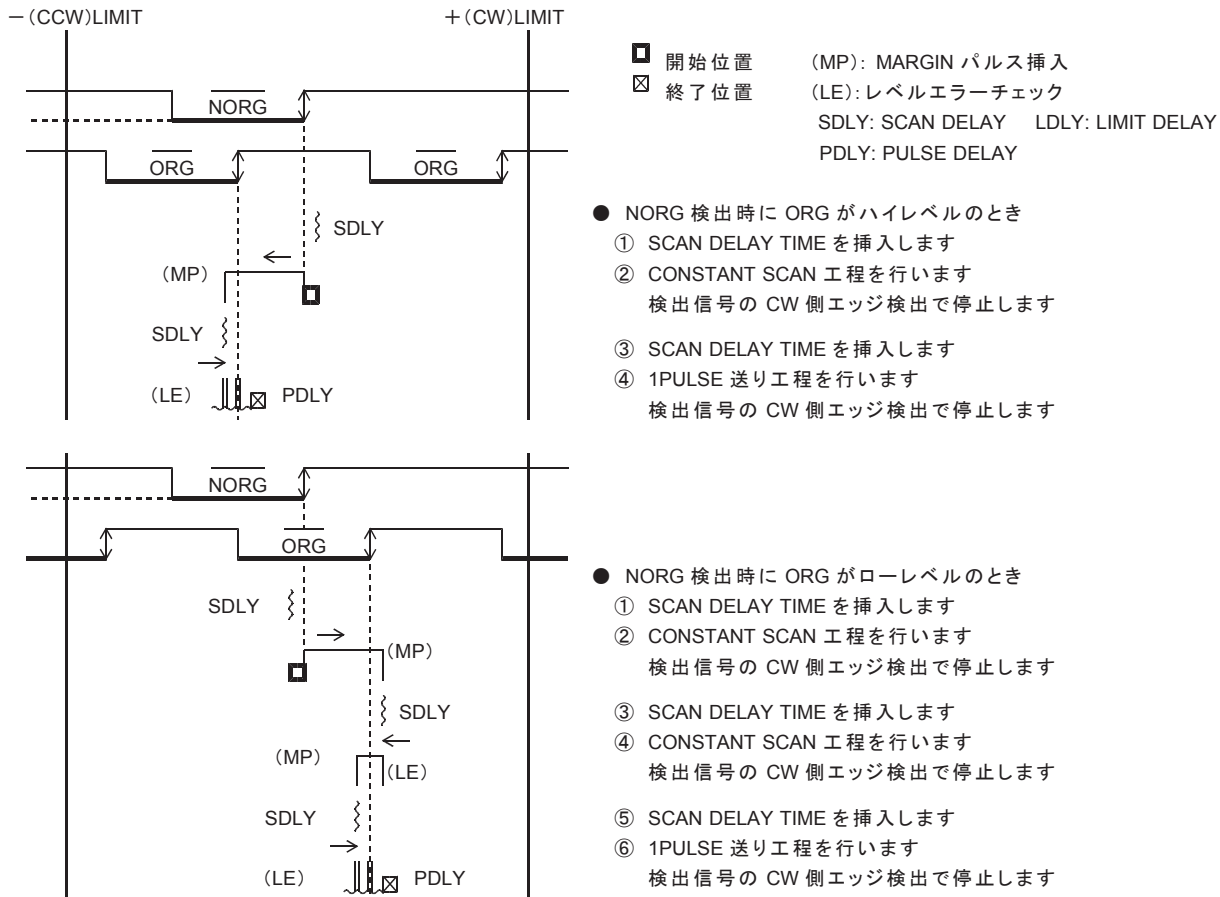 －(CCW)LIMIT
＋(CW)LIMIT
NORG
ORG
ORG
SDLY
(MP)
SDLY
(LE)
PDLY
開始位置 (MP): MARGIN パルス挿入
終了位置 (LE):レベルエラーチェック
SDLY: SCAN DELAY LDLY: LIMIT DELAY
PDLY: PULSE DELAY
● NORG 検出時に ORG がハイレベルのとき
① SCAN DELAY TIME を挿入します
② CONSTANT SCAN 工程を行います
検出信号の CW 側エッジ検出で停止します
③ SCAN DELAY TIME を挿入します
④ 1PULSE 送り工程を行います
検出信号の CW 側エッジ検出で停止します
NORG
ORG
SDLY
(MP)
SDLY
(MP)
(LE)
SDLY
(LE)
PDLY
● NORG 検出時に ORG がローレベルのとき
① SCAN DELAY TIME を挿入します
② CONSTANT SCAN 工程を行います
検出信号の CW 側エッジ検出で停止します
③ SCAN DELAY TIME を挿入します
④ CONSTANT SCAN 工程を行います
検出信号の CW 側エッジ検出で停止します
⑤ SCAN DELAY TIME を挿入します
⑥ 1PULSE 送り工程を行います
検出信号の CW 側エッジ検出で停止します